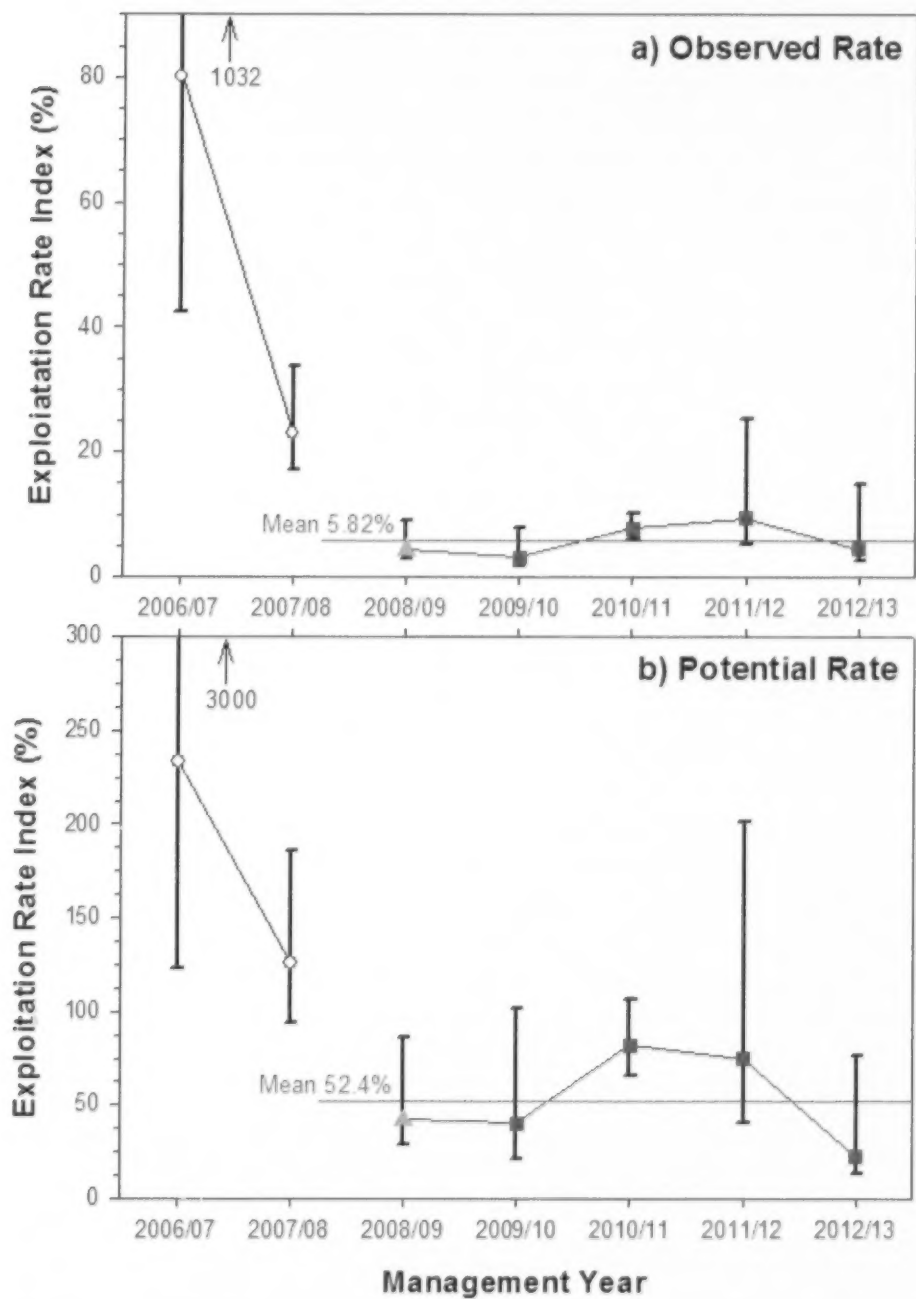 a) Observed Rate
1032
Exploiatation Rate Index (%)
80
60
40
20
0
Mean 5.82%
2006/07 2007/08 2008/09 2009/10 2010/11 2011/12 2012/13
b) Potential Rate
3000
Exploitation Rate Index (%)
300
250
200
150
100
50
0
Mean 52.4%
2006/07 2007/08 2008/09 2009/10 2010/11 2011/12 2012/13
Management Year